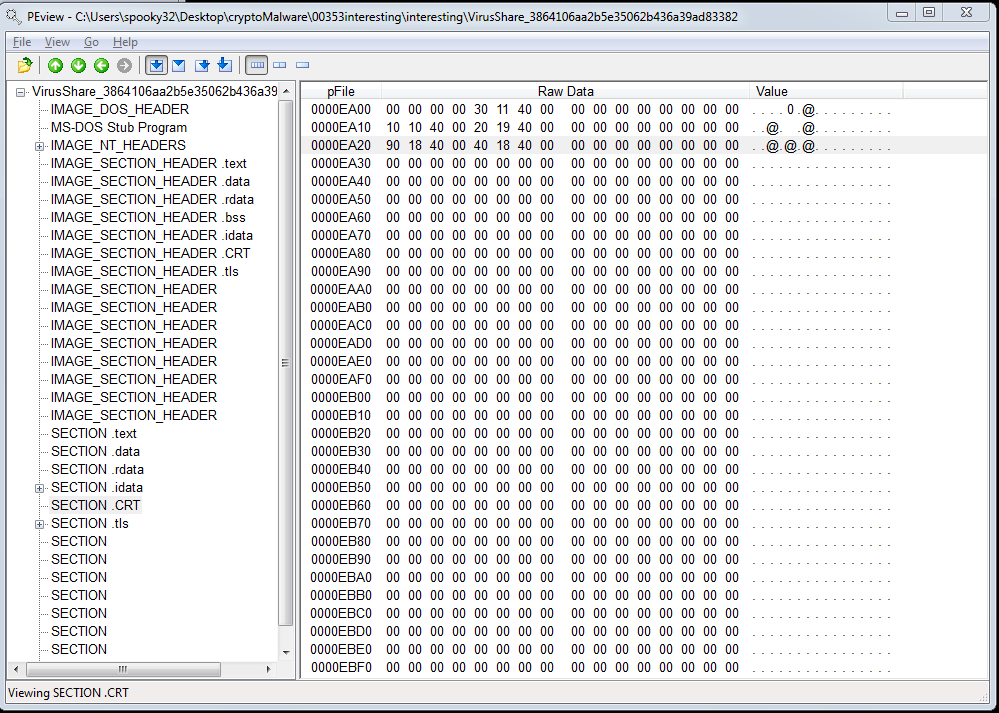 PEview - C:\Users\spooky32\Desktop\cryptoMalware\00353interesting\interesting\VirusShare_3864106aa2b5e35062b436a39ad83382
File View Go Help
VirusShare_3864106aa2b5e35062b436a39
IMAGE_DOS_HEADER
MS-DOS Stub Program
IMAGE_NT_HEADERS
IMAGE_SECTION_HEADER .text
IMAGE_SECTION_HEADER .data
IMAGE_SECTION_HEADER .rdata
IMAGE_SECTION_HEADER .bss
IMAGE_SECTION_HEADER .idata
IMAGE_SECTION_HEADER .CRT
IMAGE_SECTION_HEADER .tls
IMAGE_SECTION_HEADER
IMAGE_SECTION_HEADER
IMAGE_SECTION_HEADER
IMAGE_SECTION_HEADER
IMAGE_SECTION_HEADER
IMAGE_SECTION_HEADER
IMAGE_SECTION_HEADER
IMAGE_SECTION_HEADER
SECTION .text
SECTION .data
SECTION .rdata
SECTION .idata
SECTION .CRT
SECTION .tls
SECTION
SECTION
SECTION
SECTION
SECTION
SECTION
SECTION
pFile Raw Data Value
0000EA00 00 00 00 00 30 11 40 00 00 00 00 00 00 00 00 00 . . . . 0 . @ . . . . . . . . .
0000EA10 10 10 40 00 20 19 40 00 00 00 00 00 00 00 00 00 . . @ .   . @ . . . . . . . . .
0000EA20 90 18 40 00 40 18 40 00 00 00 00 00 00 00 00 00 . . @ . @ . @ . . . . . . . . .
0000EA30 00 00 00 00 00 00 00 00 00 00 00 00 00 00 00 00 . . . . . . . . . . . . . . . .
0000EA40 00 00 00 00 00 00 00 00 00 00 00 00 00 00 00 00 . . . . . . . . . . . . . . . .
0000EA50 00 00 00 00 00 00 00 00 00 00 00 00 00 00 00 00 . . . . . . . . . . . . . . . .
0000EA60 00 00 00 00 00 00 00 00 00 00 00 00 00 00 00 00 . . . . . . . . . . . . . . . .
0000EA70 00 00 00 00 00 00 00 00 00 00 00 00 00 00 00 00 . . . . . . . . . . . . . . . .
0000EA80 00 00 00 00 00 00 00 00 00 00 00 00 00 00 00 00 . . . . . . . . . . . . . . . .
0000EA90 00 00 00 00 00 00 00 00 00 00 00 00 00 00 00 00 . . . . . . . . . . . . . . . .
0000EAA0 00 00 00 00 00 00 00 00 00 00 00 00 00 00 00 00 . . . . . . . . . . . . . . . .
0000EAB0 00 00 00 00 00 00 00 00 00 00 00 00 00 00 00 00 . . . . . . . . . . . . . . . .
0000EAC0 00 00 00 00 00 00 00 00 00 00 00 00 00 00 00 00 . . . . . . . . . . . . . . . .
0000EAD0 00 00 00 00 00 00 00 00 00 00 00 00 00 00 00 00 . . . . . . . . . . . . . . . .
0000EAE0 00 00 00 00 00 00 00 00 00 00 00 00 00 00 00 00 . . . . . . . . . . . . . . . .
0000EAF0 00 00 00 00 00 00 00 00 00 00 00 00 00 00 00 00 . . . . . . . . . . . . . . . .
0000EB00 00 00 00 00 00 00 00 00 00 00 00 00 00 00 00 00 . . . . . . . . . . . . . . . .
0000EB10 00 00 00 00 00 00 00 00 00 00 00 00 00 00 00 00 . . . . . . . . . . . . . . . .
0000EB20 00 00 00 00 00 00 00 00 00 00 00 00 00 00 00 00 . . . . . . . . . . . . . . . .
0000EB30 00 00 00 00 00 00 00 00 00 00 00 00 00 00 00 00 . . . . . . . . . . . . . . . .
0000EB40 00 00 00 00 00 00 00 00 00 00 00 00 00 00 00 00 . . . . . . . . . . . . . . . .
0000EB50 00 00 00 00 00 00 00 00 00 00 00 00 00 00 00 00 . . . . . . . . . . . . . . . .
0000EB60 00 00 00 00 00 00 00 00 00 00 00 00 00 00 00 00 . . . . . . . . . . . . . . . .
0000EB70 00 00 00 00 00 00 00 00 00 00 00 00 00 00 00 00 . . . . . . . . . . . . . . . .
0000EB80 00 00 00 00 00 00 00 00 00 00 00 00 00 00 00 00 . . . . . . . . . . . . . . . .
0000EB90 00 00 00 00 00 00 00 00 00 00 00 00 00 00 00 00 . . . . . . . . . . . . . . . .
0000EBA0 00 00 00 00 00 00 00 00 00 00 00 00 00 00 00 00 . . . . . . . . . . . . . . . .
0000EBB0 00 00 00 00 00 00 00 00 00 00 00 00 00 00 00 00 . . . . . . . . . . . . . . . .
0000EBC0 00 00 00 00 00 00 00 00 00 00 00 00 00 00 00 00 . . . . . . . . . . . . . . . .
0000EBD0 00 00 00 00 00 00 00 00 00 00 00 00 00 00 00 00 . . . . . . . . . . . . . . . .
0000EBE0 00 00 00 00 00 00 00 00 00 00 00 00 00 00 00 00 . . . . . . . . . . . . . . . .
0000EBF0 00 00 00 00 00 00 00 00 00 00 00 00 00 00 00 00 . . . . . . . . . . . . . . . .
Viewing SECTION .CRT